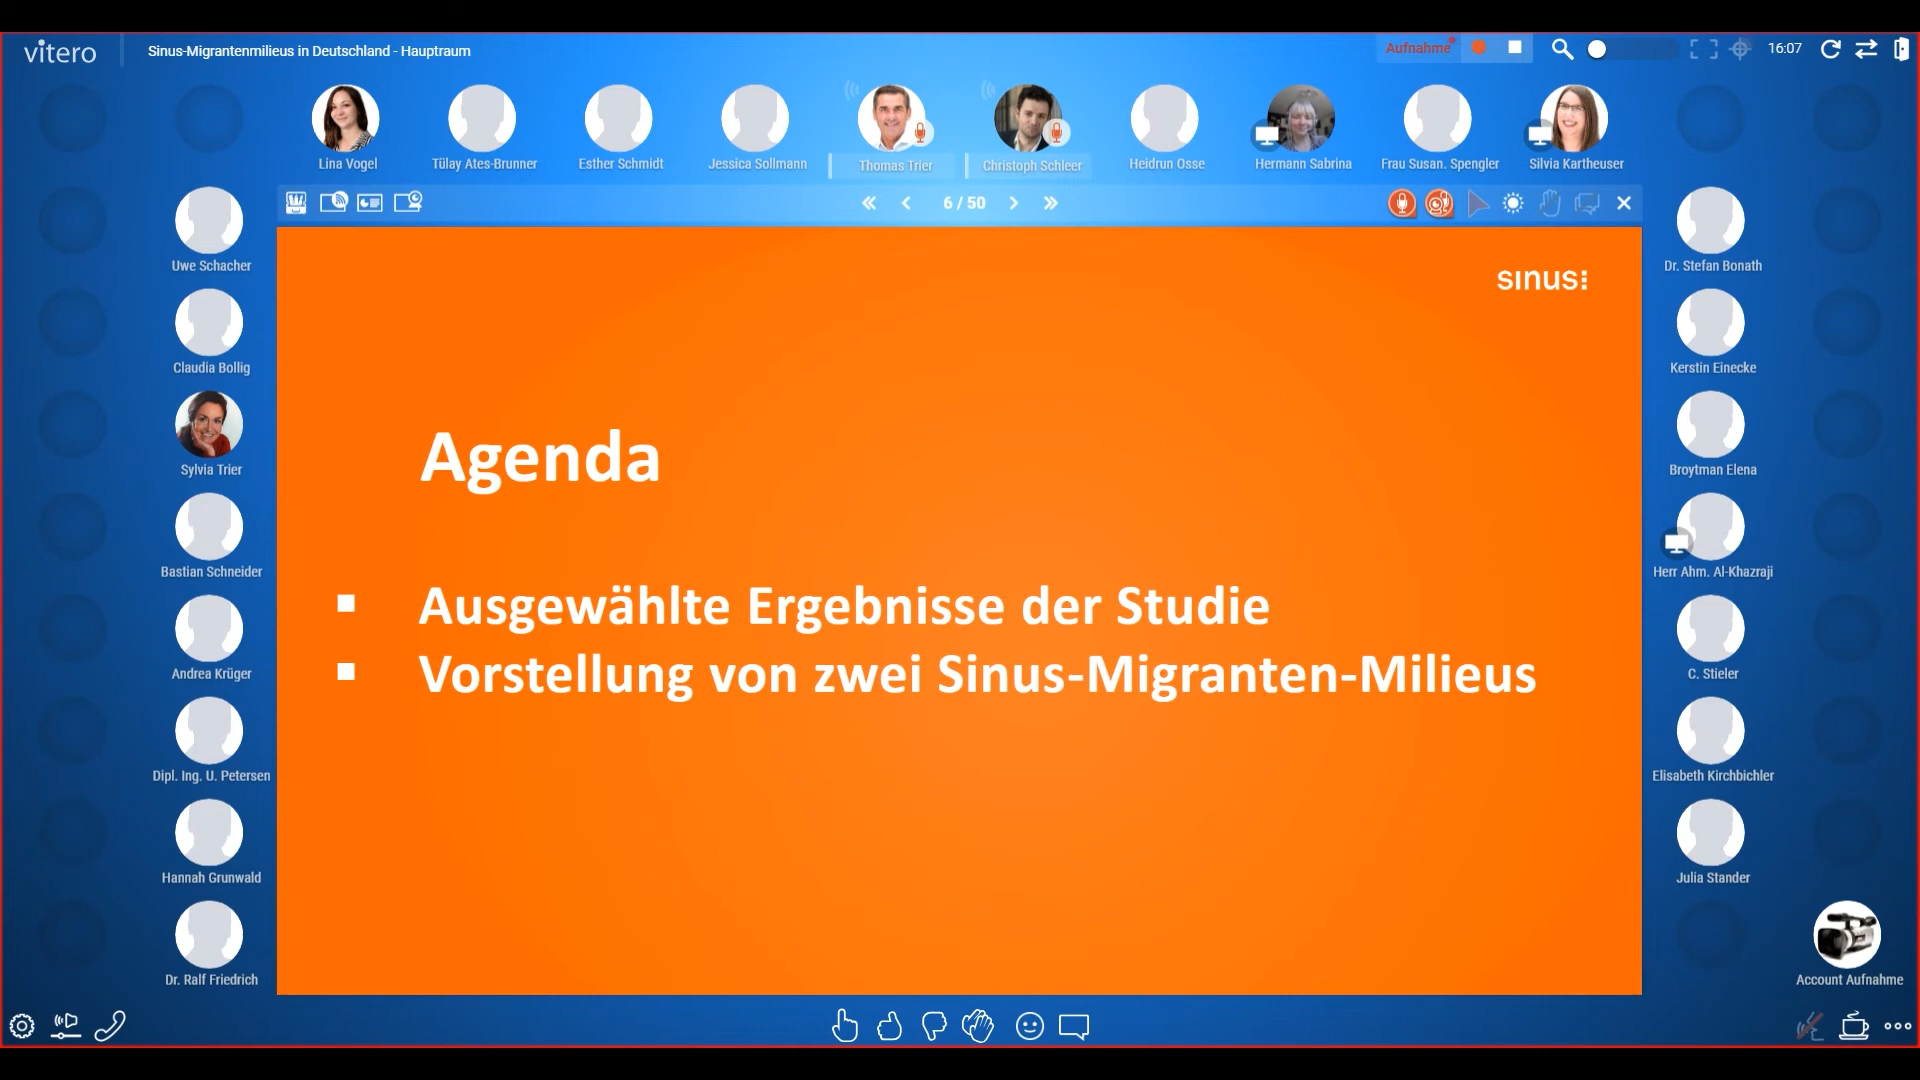 vitero
Sinus-Migrantenmilieus in Deutschland - Hauptraum
Aufnahme
16:07
Lina Vogel
Tülay Ates-Brunner
Esther Schmidt
Jessica Sollmann
Thomas Trier
Christoph Schleer
Heidrun Osse
Hermann Sabrina
Frau Susan. Spengler
Silvia Kartheuser
6 / 50
Uwe Schacher
Claudia Bollig
Sylvia Trier
Bastian Schneider
Andrea Krüger
Dipl. Ing. U. Petersen
Hannah Grunwald
Dr. Ralf Friedrich
sınus:
Agenda
▪ Ausgewählte Ergebnisse der Studie
▪ Vorstellung von zwei Sinus-Migranten-Milieus
Dr. Stefan Bonath
Kerstin Einecke
Broytman Elena
Herr Ahm. Al-Khazraji
C. Stieler
Elisabeth Kirchbichler
Julia Stander
Account Aufnahme